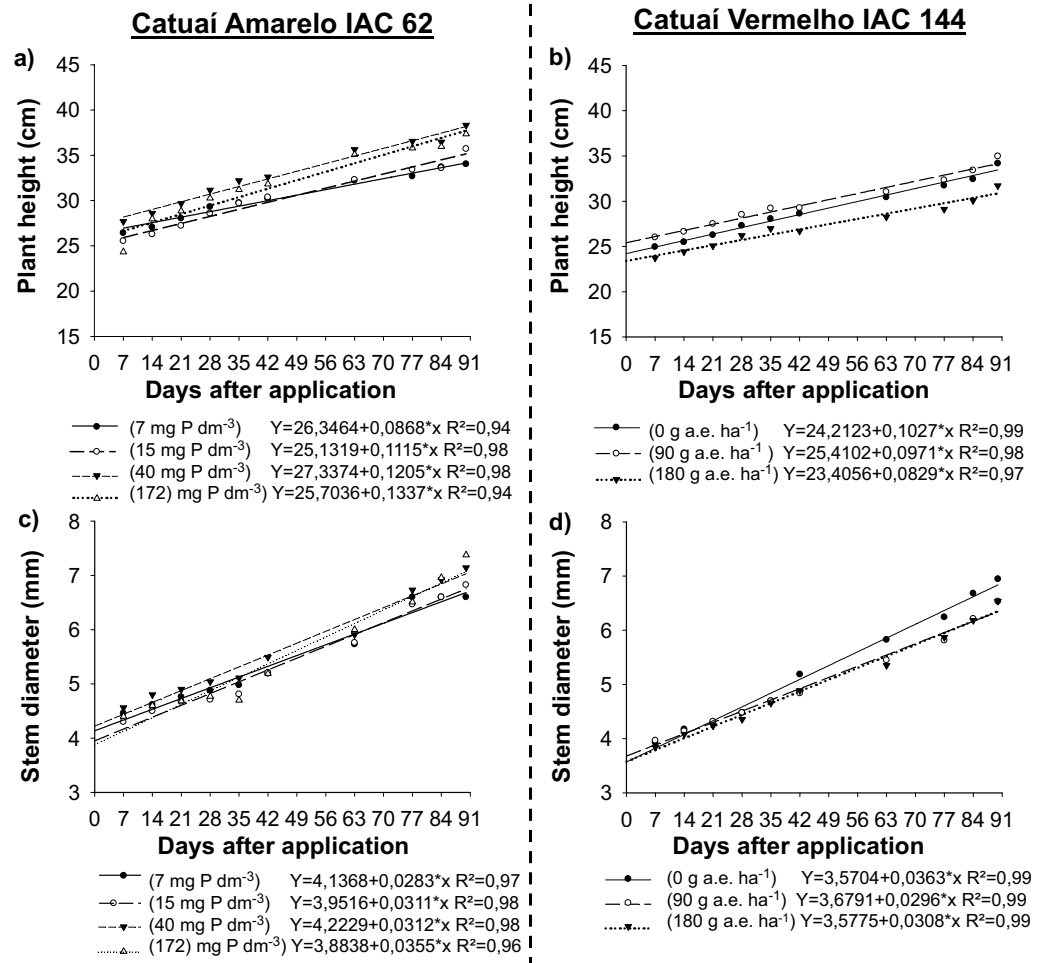 Catuaí Amarelo IAC 62
Catuaí Vermelho IAC 144
a)
Plant height (cm)
45
40
35
30
25
20
15
0 7 14 21 28 35 42 49 56 63 70 77 84 91
Days after application
(7 mg P dm⁻³) Y=26,3464+0,0868*x R²=0,94
(15 mg P dm⁻³) Y=25,1319+0,1115*x R²=0,98
(40 mg P dm⁻³) Y=27,3374+0,1205*x R²=0,98
(172) mg P dm⁻³) Y=25,7036+0,1337*x R²=0,94
b)
Plant height (cm)
45
40
35
30
25
20
15
0 7 14 21 28 35 42 49 56 63 70 77 84 91
Days after application
(0 g a.e. ha⁻¹) Y=24,2123+0,1027*x R²=0,99
(90 g a.e. ha⁻¹ ) Y=25,4102+0,0971*x R²=0,98
(180 g a.e. ha⁻¹) Y=23,4056+0,0829*x R²=0,97
c)
Stem diameter (mm)
8
7
6
5
4
3
0 7 14 21 28 35 42 49 56 63 70 77 84 91
Days after application
(7 mg P dm⁻³) Y=4,1368+0,0283*x R²=0,97
(15 mg P dm⁻³) Y=3,9516+0,0311*x R²=0,98
(40 mg P dm⁻³) Y=4,2229+0,0312*x R²=0,98
(172) mg P dm⁻³) Y=3,8838+0,0355*x R²=0,96
d)
Stem diameter (mm)
8
7
6
5
4
3
0 7 14 21 28 35 42 49 56 63 70 77 84 91
Days after application
(0 g a.e. ha⁻¹) Y=3,5704+0,0363*x R²=0,99
(90 g a.e. ha⁻¹) Y=3,6791+0,0296*x R²=0,99
(180 g a.e. ha⁻¹) Y=3,5775+0,0308*x R²=0,99